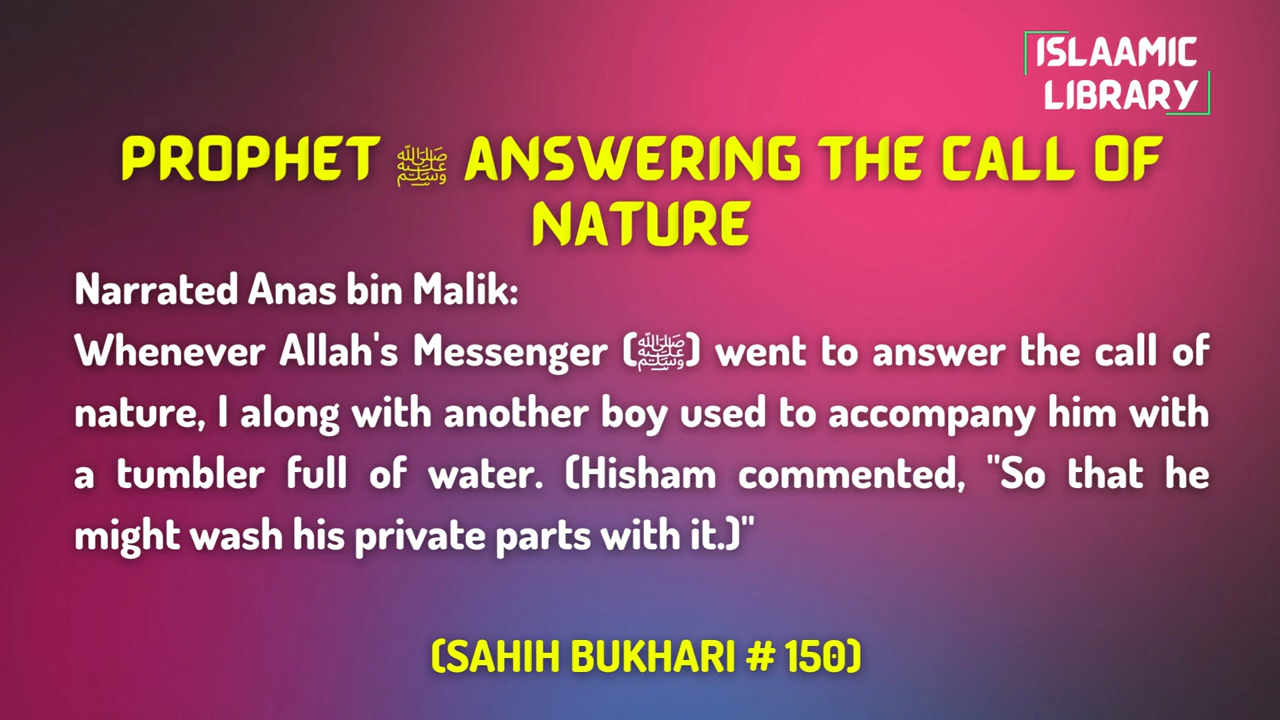 ISLAAMIC
LIBRARY
PROPHET ﷺ ANSWERING THE CALL OF
NATURE
Narrated Anas bin Malik:
Whenever Allah's Messenger (ﷺ) went to answer the call of
nature, I along with another boy used to accompany him with
a tumbler full of water. (Hisham commented, "So that he
might wash his private parts with it.)"
(SAHIH BUKHARI # 150)